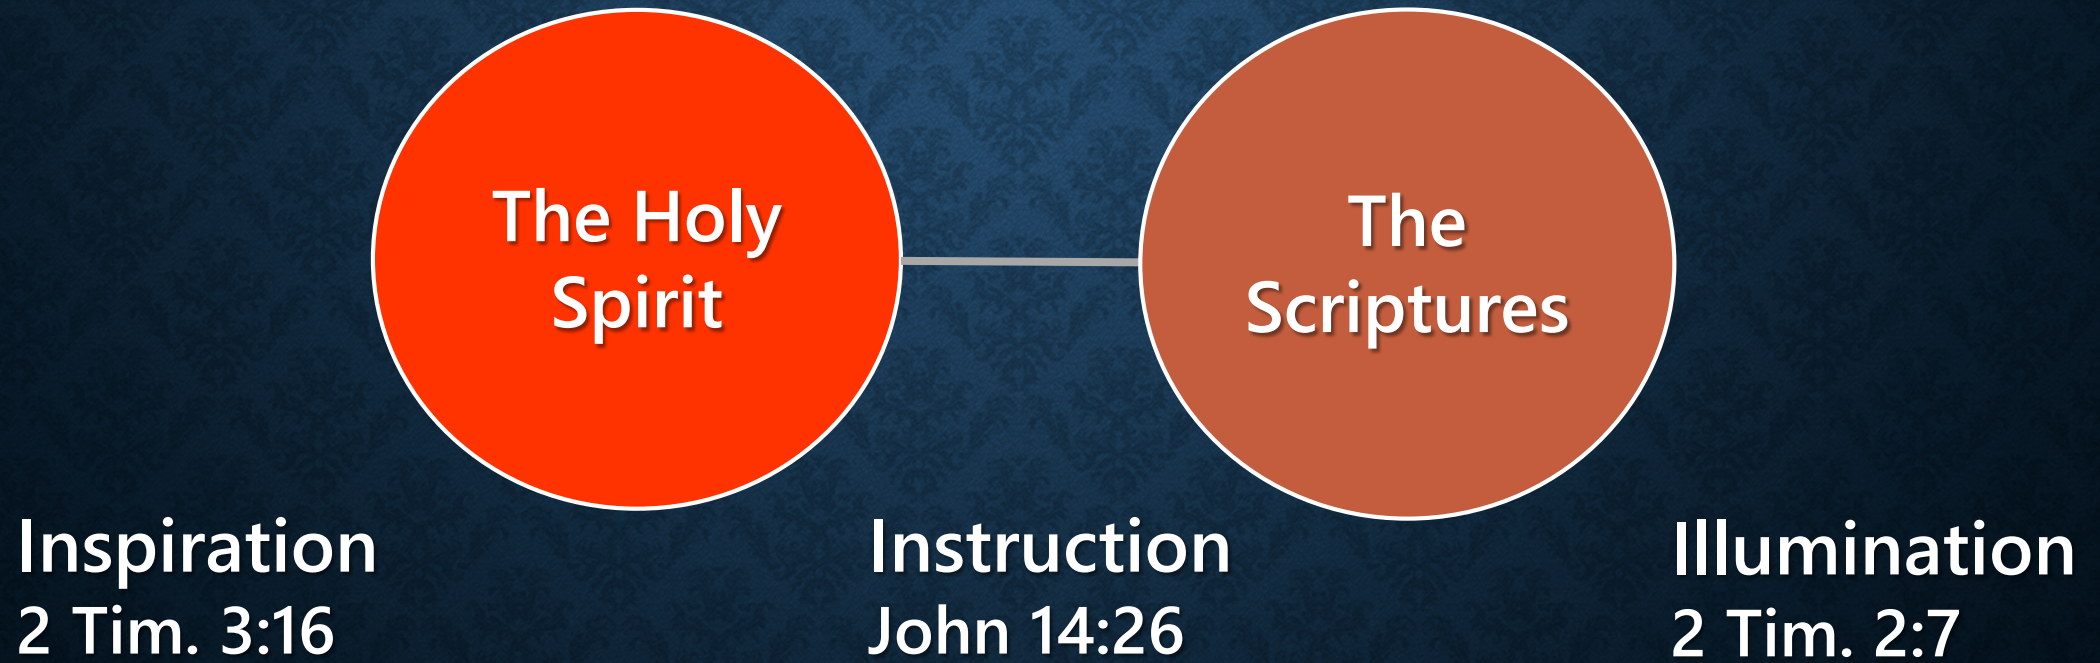 The Holy
Spirit
The
Scriptures
Inspiration
2 Tim. 3:16
Instruction
John 14:26
Illumination
2 Tim. 2:7